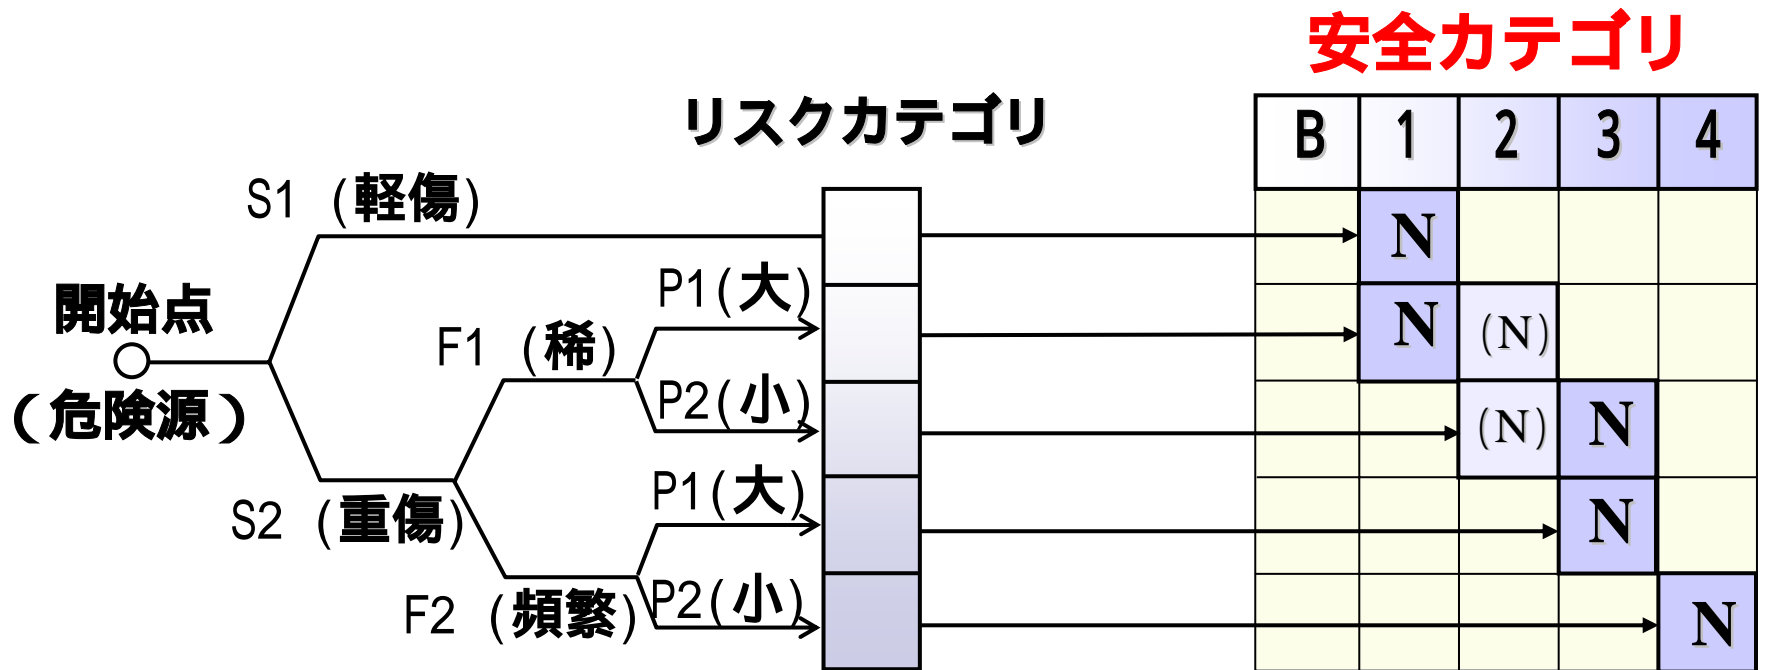 安全カテゴリ
リスクカテゴリ
B 1 2 3 4
S1 (軽傷)
N
P1(大)
開始点
F1 (稀)
N (N)
P2(小)
(危険源)
(N) N
P1(大)
S2 (重傷)
N
P2(小)
F2 (頻繁)
N